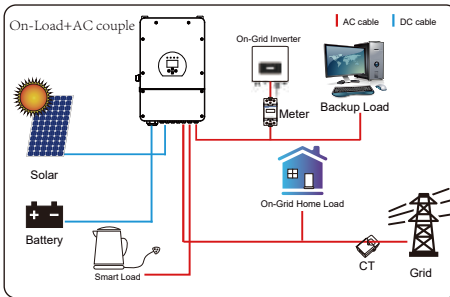 On-Load+AC couple
AC cable
DC cable
On-Grid Inverter
Backup Load
Meter
Solar
On-Grid Home Load
Battery
Smart Load
CT
Grid